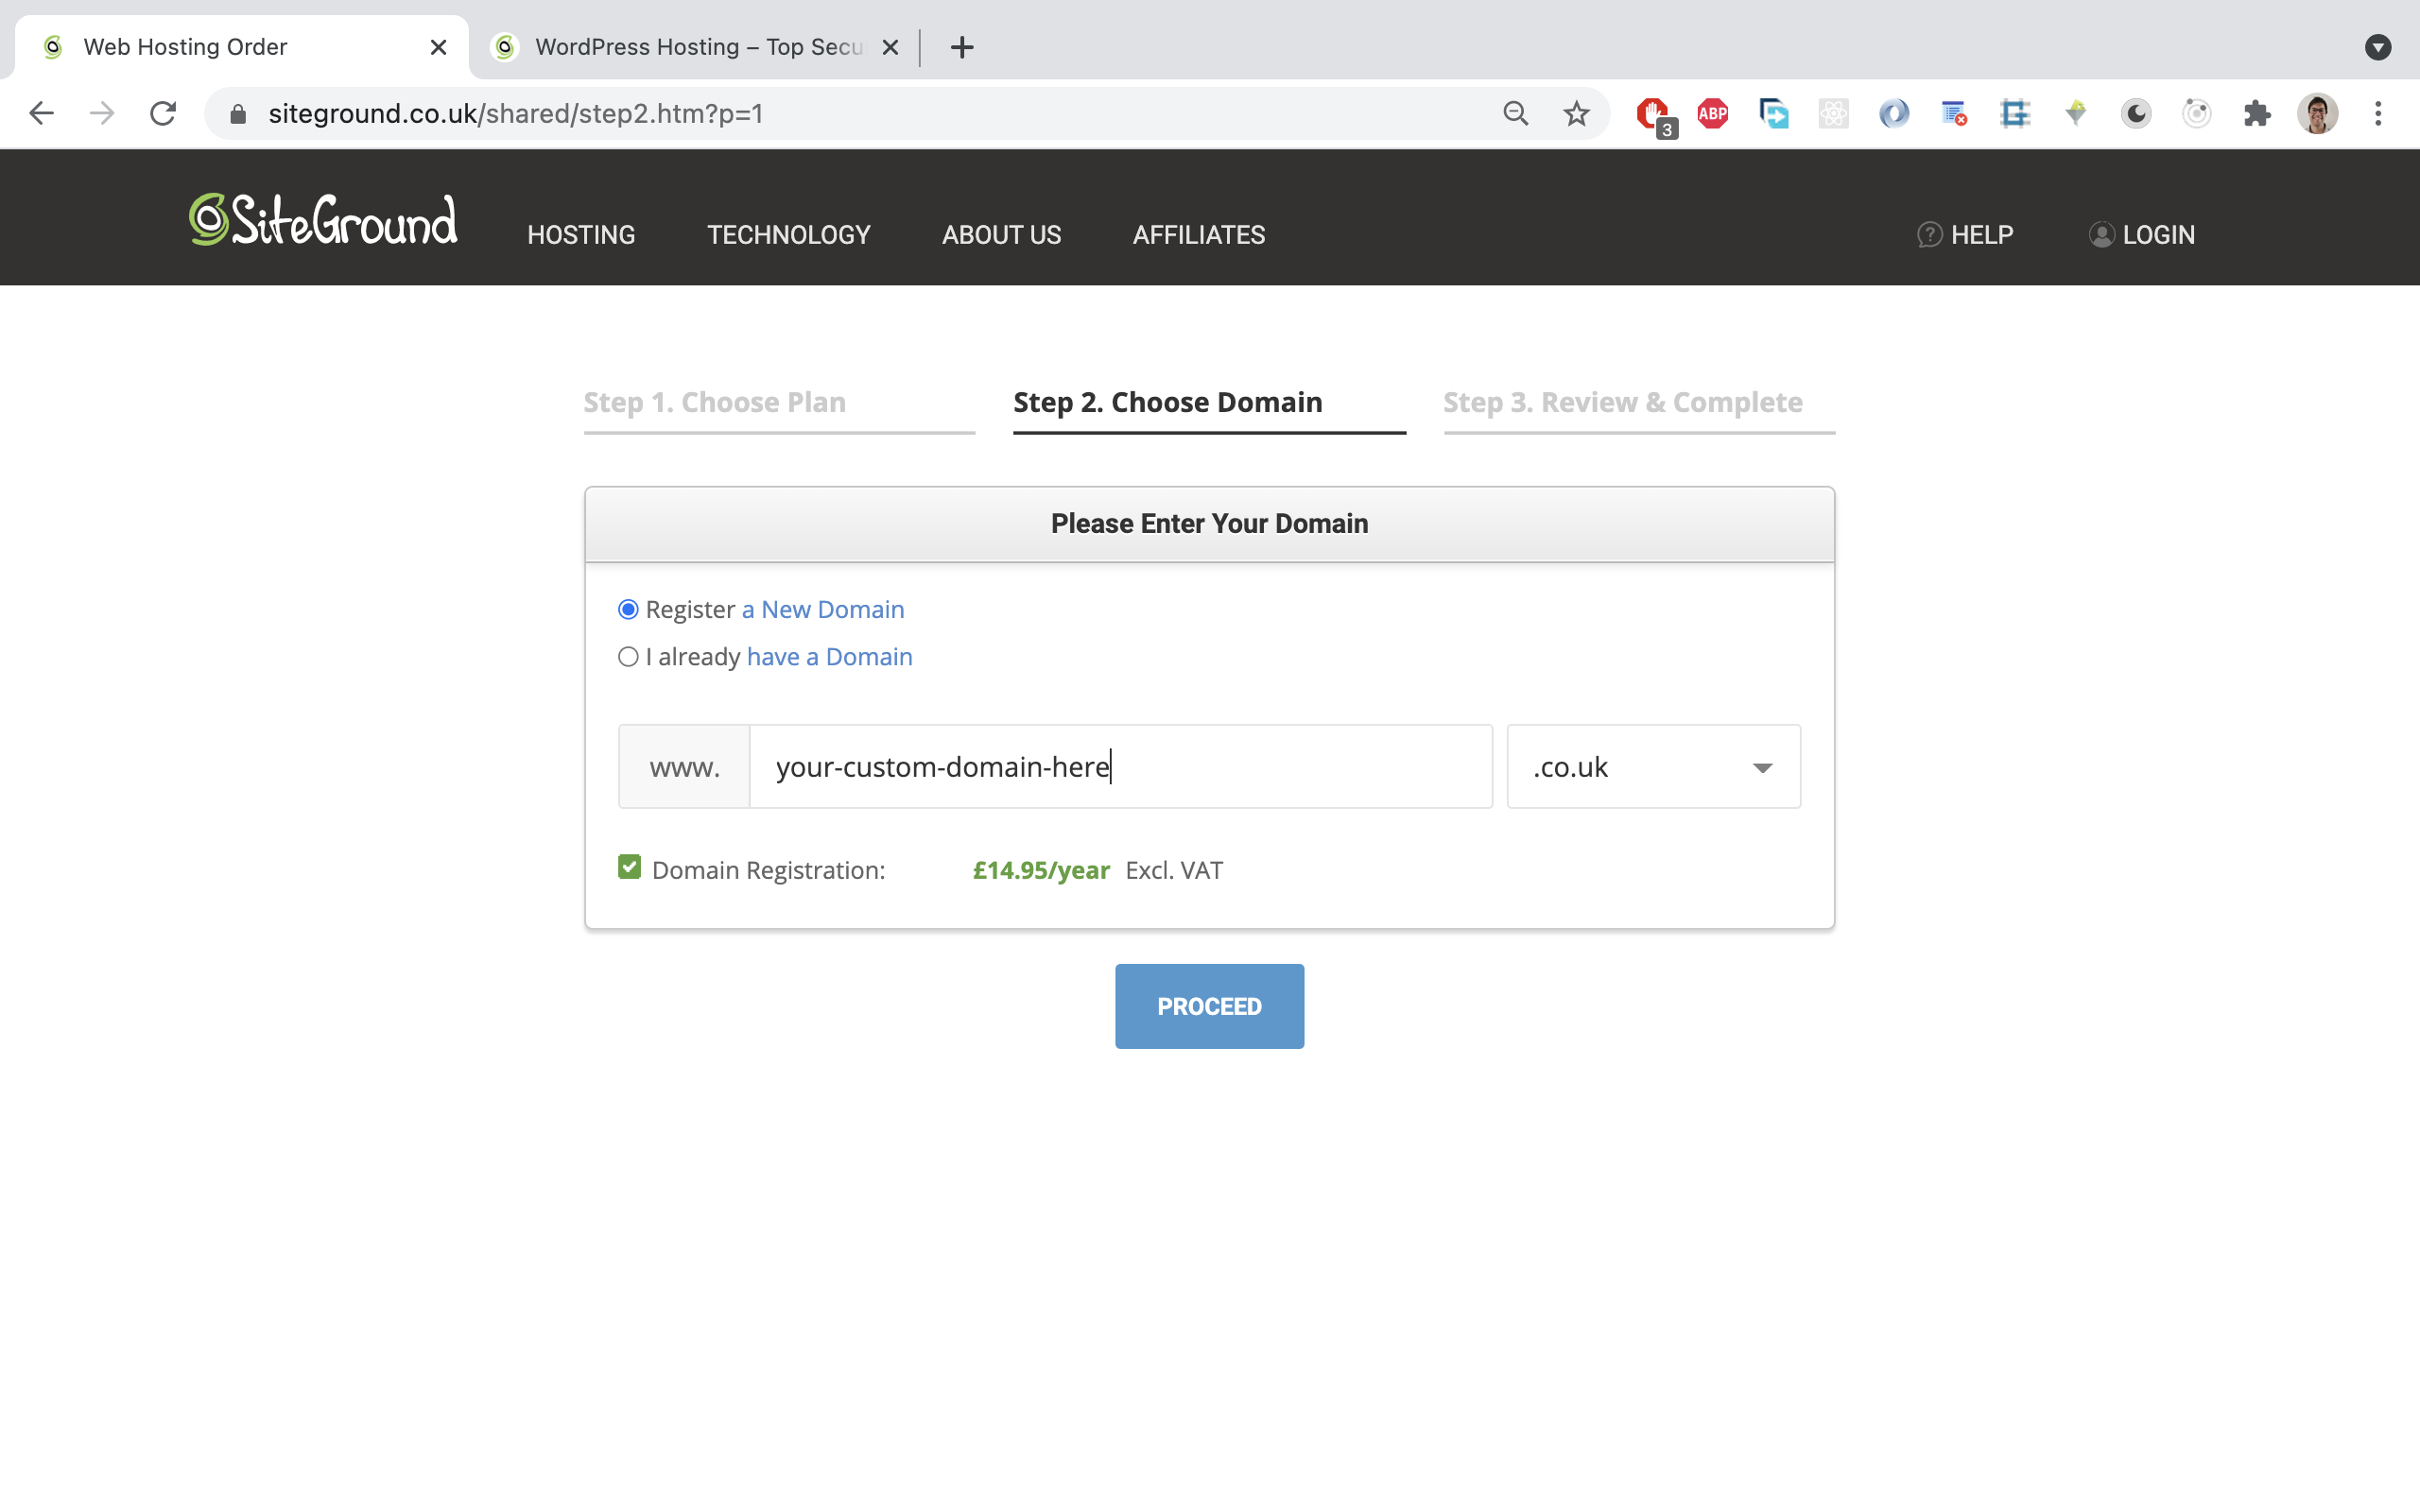 Web Hosting Order
WordPress Hosting – Top Secu
siteground.co.uk/shared/step2.htm?p=1
3
ABP
SiteGround
HOSTING
TECHNOLOGY
ABOUT US
AFFILIATES
HELP
LOGIN
Step 1. Choose Plan
Step 2. Choose Domain
Step 3. Review & Complete
Please Enter Your Domain
Register a New Domain
I already have a Domain
www.
your-custom-domain-here
.co.uk
Domain Registration:
£14.95/year Excl. VAT
PROCEED